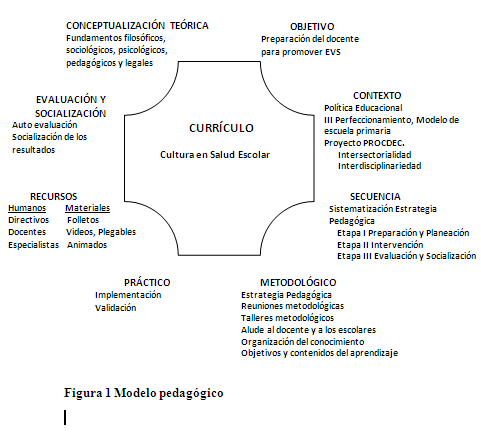 CONCEPTUALIZACIÓN TEÓRICA
Fundamentos filosóficos,
sociológicos, psicológicos,
pedagógicos y legales
OBJETIVO
Preparación del docente
para promover EVS
EVALUACIÓN Y
SOCIALIZACIÓN
Auto evaluación
Socialización de los
resultados
CURRÍCULO
Cultura en Salud Escolar
CONTEXTO
Política Educacional
III Perfeccionamiento, Modelo de
escuela primaria
Proyecto PROCDEC.
Intersectorialidad
Interdisciplinariedad
RECURSOS
Humanos Materiales
Directivos Folletos
Docentes Videos, Plegables
Especialistas Animados
SECUENCIA
Sistematización Estrategia
Pedagógica
Etapa I Preparación y Planeación
Etapa II Intervención
Etapa III Evaluación y Socialización
PRÁCTICO
Implementación
Validación
METODOLÓGICO
Estrategia Pedagógica
Reuniones metodológicas
Talleres metodológicos
Alude al docente y a los escolares
Organización del conocimiento
Objetivos y contenidos del aprendizaje
Figura 1 Modelo pedagógico